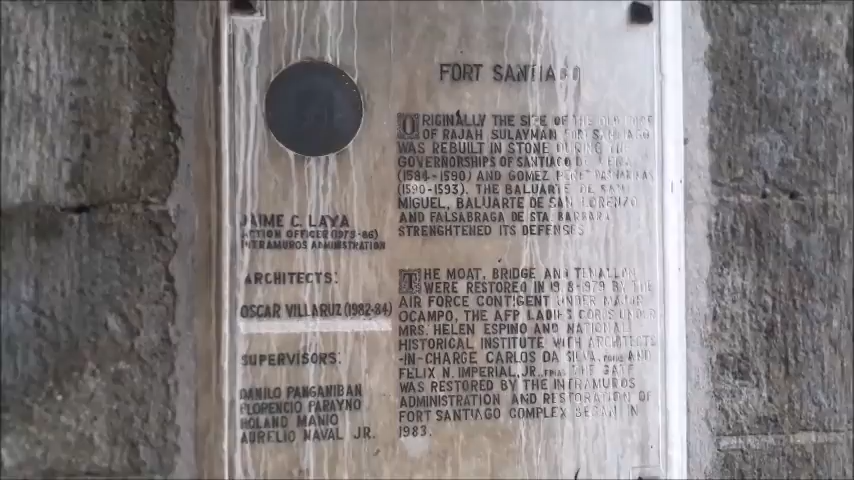 FORT SANTIAGO
ORIGINALLY THE SITE OF THE
OF RAJAH SULAYMAN FORT SANTIAGO
WAS REBUILT IN STONE DURING THE
GOVERNORSHIPS OF SANTIAGO DE VERA
(1584-1590) AND GOMEZ PEREZ DASMARIÑAS
(1590-1593). THE BALUARTE DE SAN
MIGUEL, BALUARTE DE SAN LORENZO
AND FALSABRAGA DE STA BARBARA
STRENGHTENED ITS DEFENSES
THE MOAT, BRIDGE AND
WERE RESTORED IN 1978-1979 BY THE
AIR FORCE CONTIGENT UNDER MAJOR
OCAMPO, THE AFP LADIES CORPS UNDER
MRS. HELEN ESPINO AND NATIONAL
HISTORICAL INSTITUTE WITH ARCHITECTS
-IN-CHARGE CARLOS DA SILVA, AND
FELIX N. IMPERIAL, JR., THE GATE
WAS RESTORED BY THE INTRAMUROS
ADMINISTRATION AND RESTORATION OF
FORT SANTIAGO COMPLEX BEGAN IN
1983.
JAIME C. LAYA
ACTION OFFICER (1979-86)
INTRAMUROS ADMINISTRATION
ARCHITECTS:
OSCAR VILLARUZ (1982-84)
SUPERVISORS:
DANILO PANGANIBAN
FLORENCIO PARAYNO
HOLAND MANIO
AURELIO NAVAL JR.